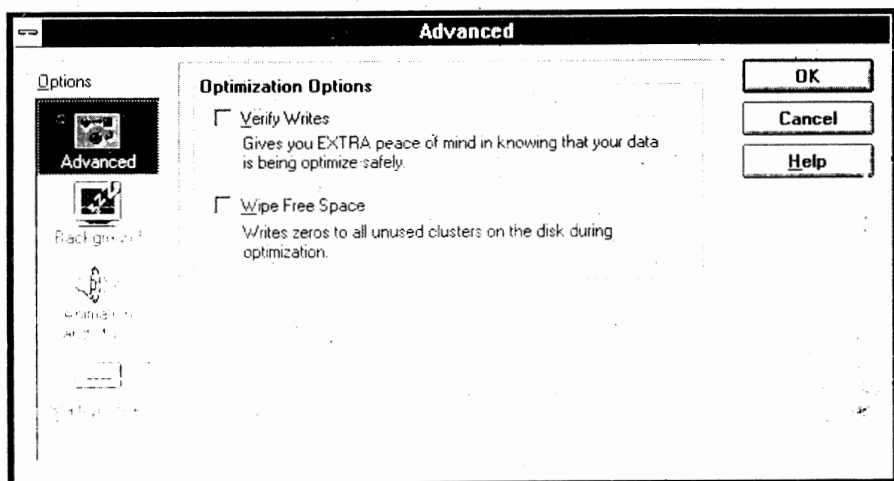 Advanced
Options
Advanced
Background
Optimization Options
Verify Writes
Gives you EXTRA peace of mind in knowing that your data
is being optimize safely.
Wipe Free Space
Writes zeros to all unused clusters on the disk during
optimization.
OK
Cancel
Help